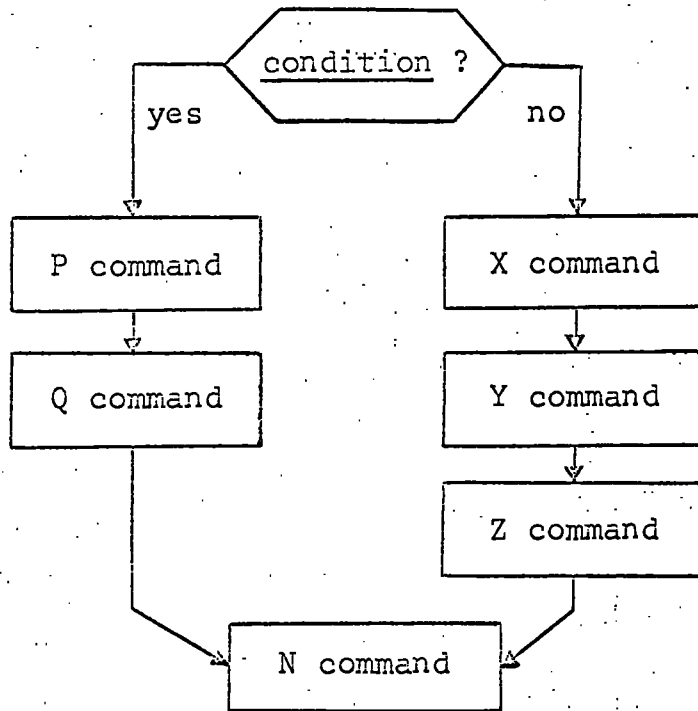 condition ?
yes
no
P command
X command
Q command
Y command
Z command
N command